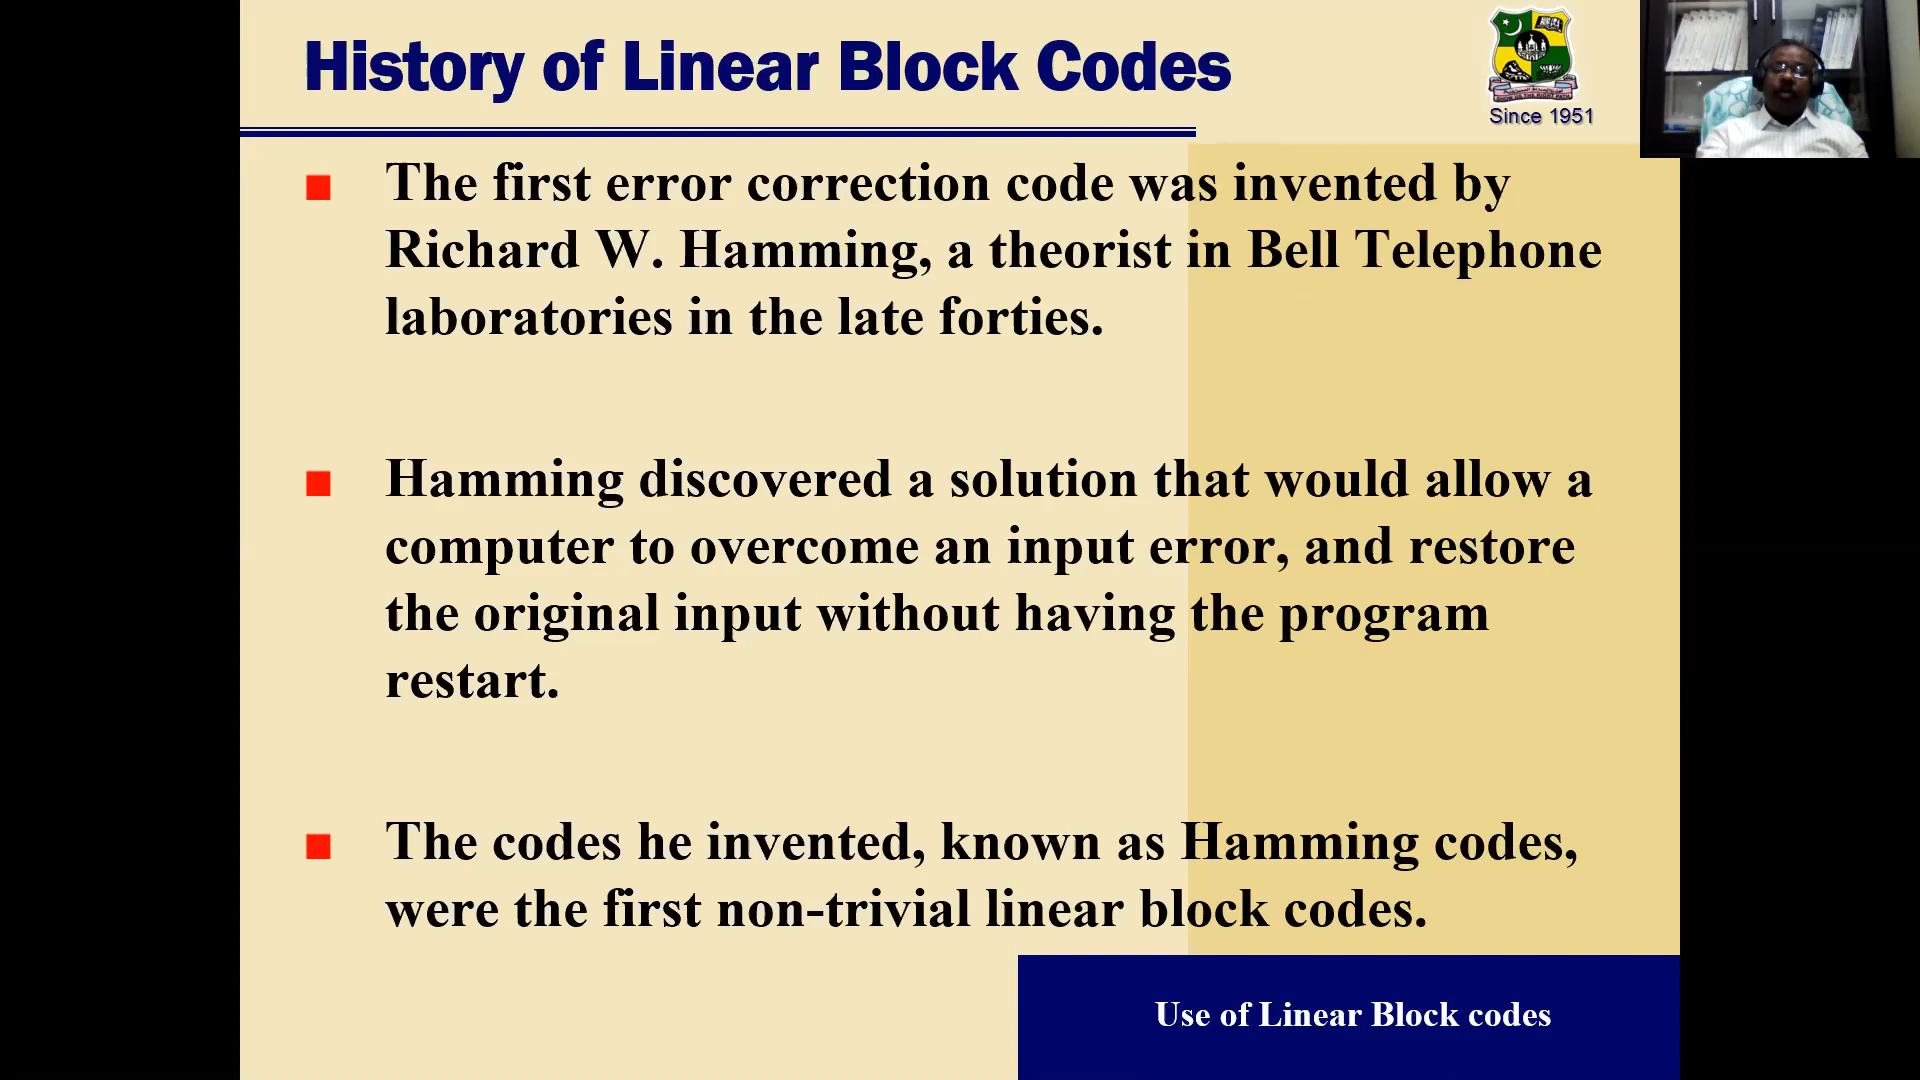 History of Linear Block Codes
Since 1951
The first error correction code was invented by
Richard W. Hamming, a theorist in Bell Telephone
laboratories in the late forties.
Hamming discovered a solution that would allow a
computer to overcome an input error, and restore
the original input without having the program
restart.
The codes he invented, known as Hamming codes,
were the first non-trivial linear block codes.
Use of Linear Block codes